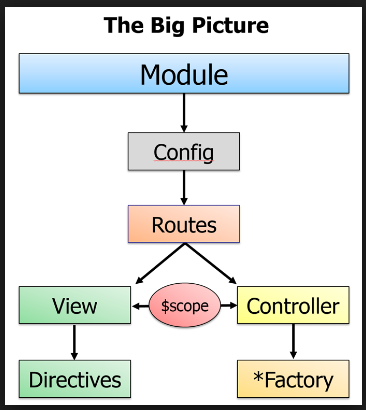 The Big Picture
Module
Config
Routes
View
$scope
Controller
Directives
*Factory